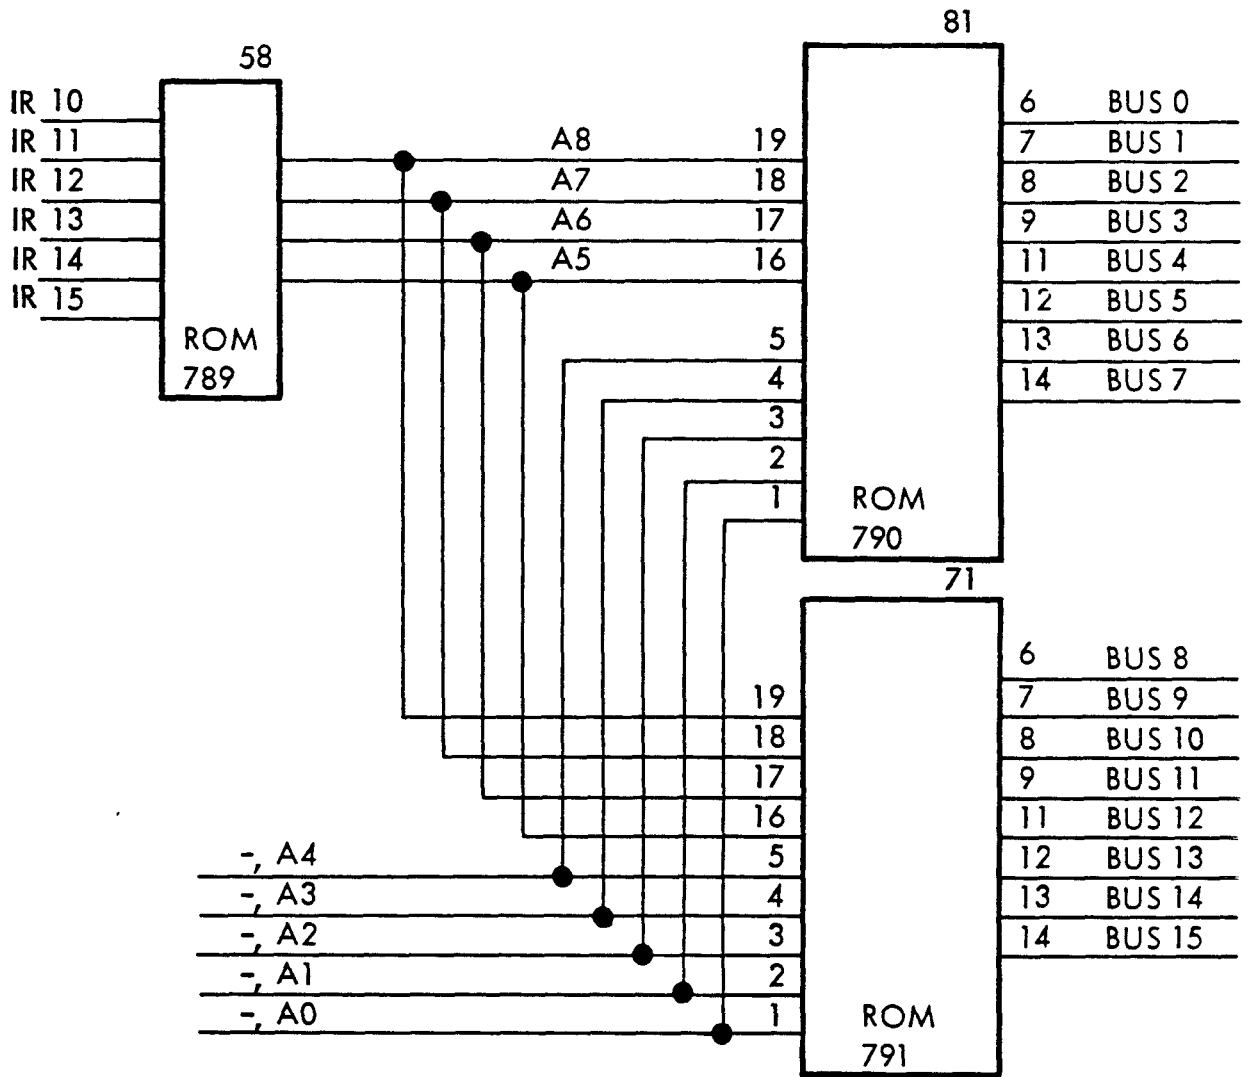 58
IR 10
IR 11
IR 12
IR 13
IR 14
IR 15
ROM
789
A8
A7
A6
A5
81
19
18
17
16
5
4
3
2
1
ROM
790
6 BUS 0
7 BUS 1
8 BUS 2
9 BUS 3
11 BUS 4
12 BUS 5
13 BUS 6
14 BUS 7
71
19
18
17
16
-, A4 5
-, A3 4
-, A2 3
-, A1 2
-, A0 1
ROM
791
6 BUS 8
7 BUS 9
8 BUS 10
9 BUS 11
11 BUS 12
12 BUS 13
13 BUS 14
14 BUS 15